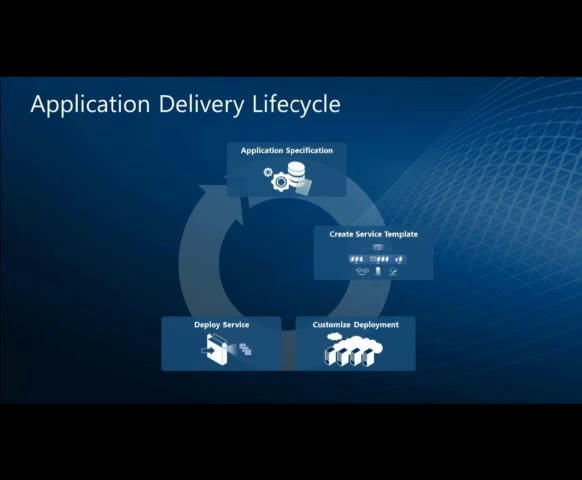 Application Delivery Lifecycle
Application Specification
Create Service Template
Deploy Service
Customize Deployment